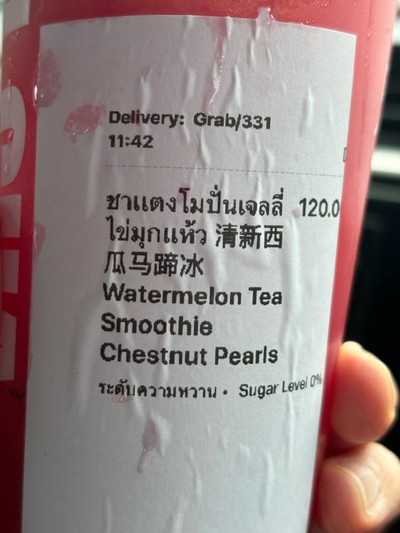 Delivery: Grab/331
11:42
ชาแตงโมปั่นเจลลี่ 120.0
ไข่มุกแห้ว 清新西
瓜马蹄冰
Watermelon Tea
Smoothie
Chestnut Pearls
ระดับความหวาน • Sugar Level 0%